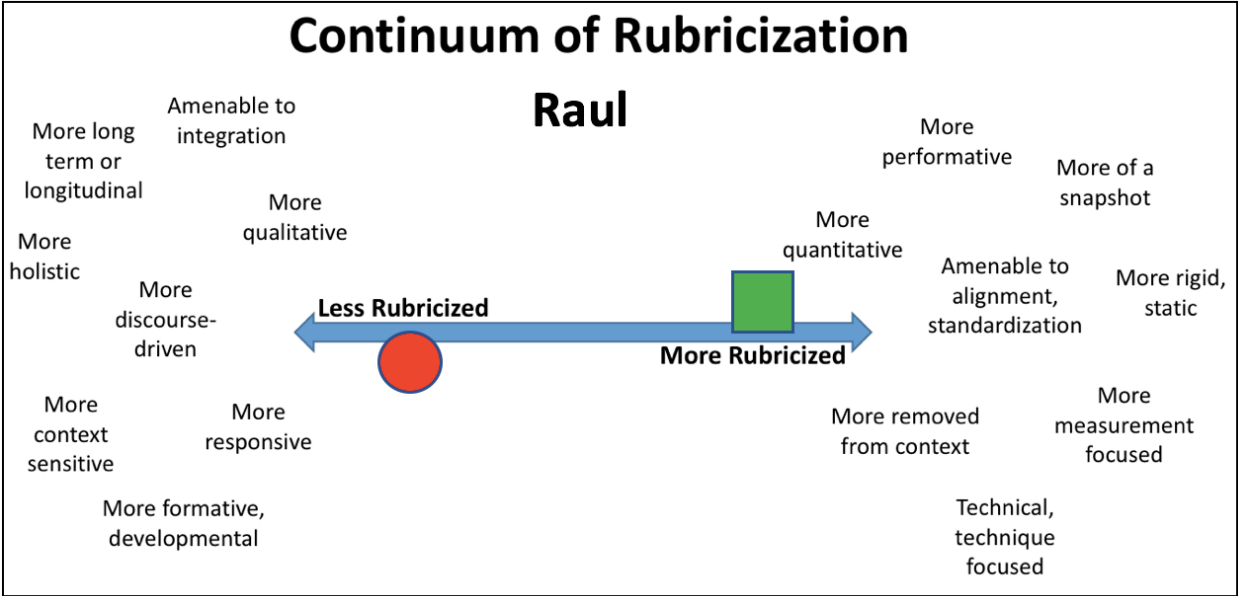 Continuum of Rubricization
Raul
More long
term or
longitudinal
Amenable to
integration
More
qualitative
More
holistic
More
discourse-
driven
Less Rubricized
More
context
sensitive
More
responsive
More formative,
developmental
More
performative
More of a
snapshot
More
quantitative
Amenable to
alignment,
standardization
More rigid,
static
More Rubricized
More removed
from context
More
measurement
focused
Technical,
technique
focused